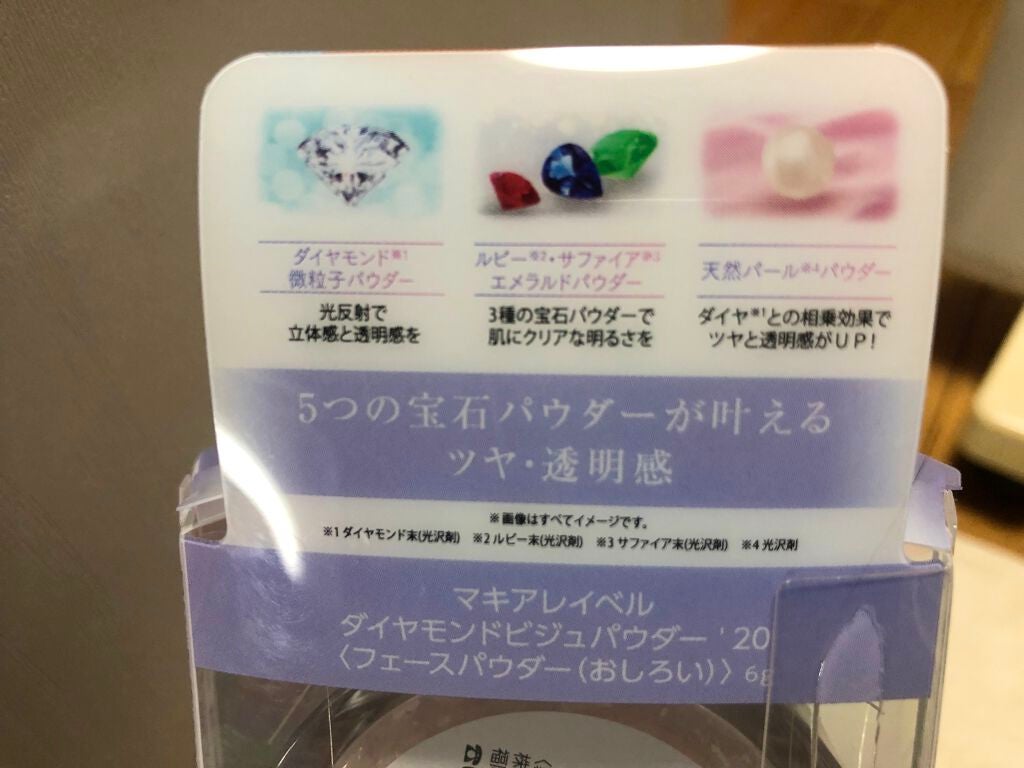 ダイヤモンド※1
微粒子パウダー
光反射で
立体感と透明感を
ルビー※2・サファイア※3
エメラルドパウダー
3種の宝石パウダーで
肌にクリアな明るさを
天然パール※4パウダー
ダイヤ※1との相乗効果で
ツヤと透明感がUP!
5つの宝石パウダーが叶える
ツヤ・透明感
※画像はすべてイメージです。
※1 ダイヤモンド末(光沢剤) ※2 ルビー末(光沢剤) ※3 サファイア末(光沢剤) ※4 光沢剤
マキアレイベル
ダイヤモンドビジュパウダー '20
〈フェースパウダー(おしろい)〉 6g